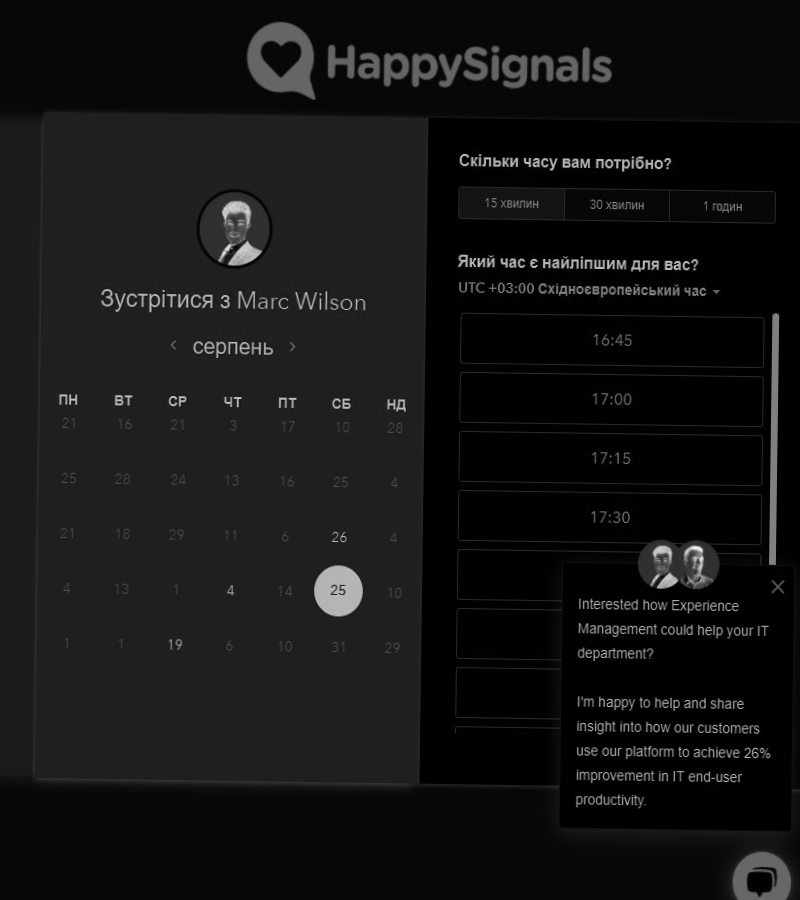 HappySignals
Зустрітися з Marc Wilson
серпень
ПН ВТ СР ЧТ ПТ СБ НД
21 16 21 3 17 10 28
25 28 24 13 16 25 4
21 18 29 11 6 26 4
4 13 1 4 14 25 10
1 1 19 6 10 31 29
Скільки часу вам потрібно?
15 хвилин 30 хвилин 1 годин
Який час є найліпшим для вас?
UTC +03:00 Східноєвропейський час
16:45
17:00
17:15
17:30
Interested how Experience
Management could help your IT
department?
I'm happy to help and share
insight into how our customers
use our platform to achieve 26%
improvement in IT end-user
productivity.